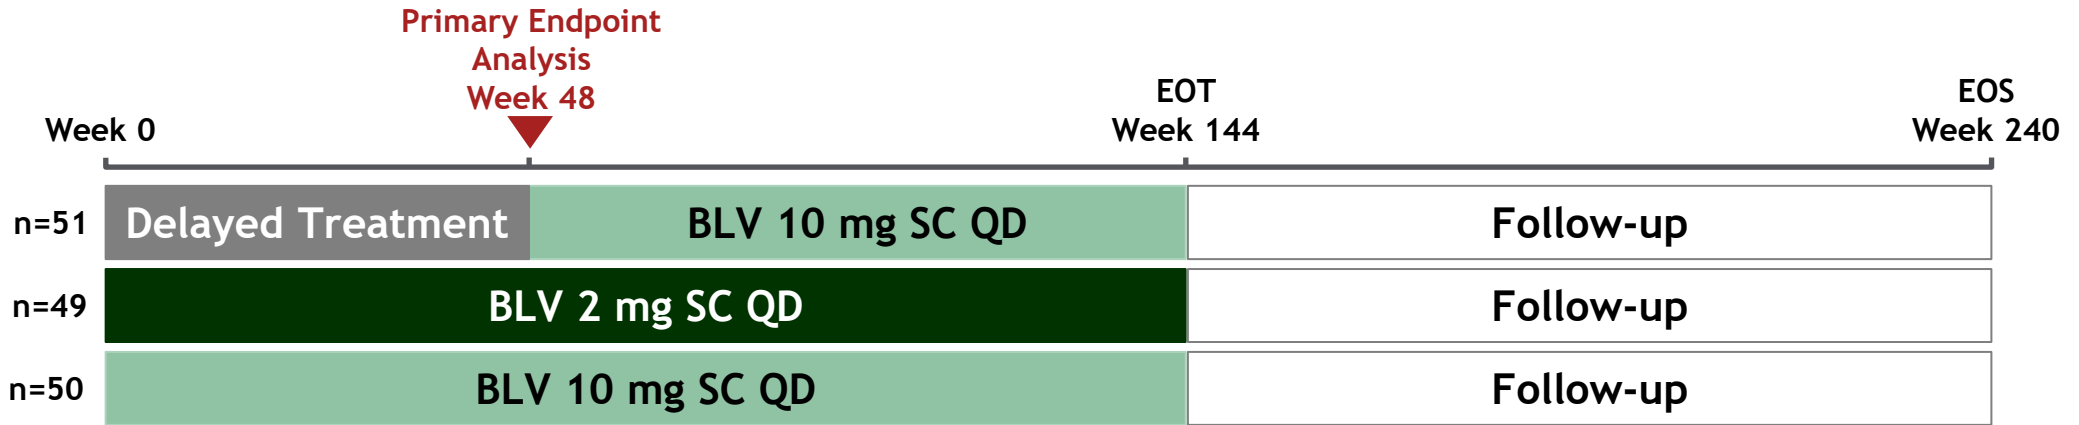 Primary Endpoint
Analysis
Week 48
EOT
EOS
Week 0
Week 144
Week 240
n=51
Delayed Treatment
BLV 10 mg SC QD
Follow-up
n=49
BLV 2 mg SC QD
Follow-up
n=50
BLV 10 mg SC QD
Follow-up